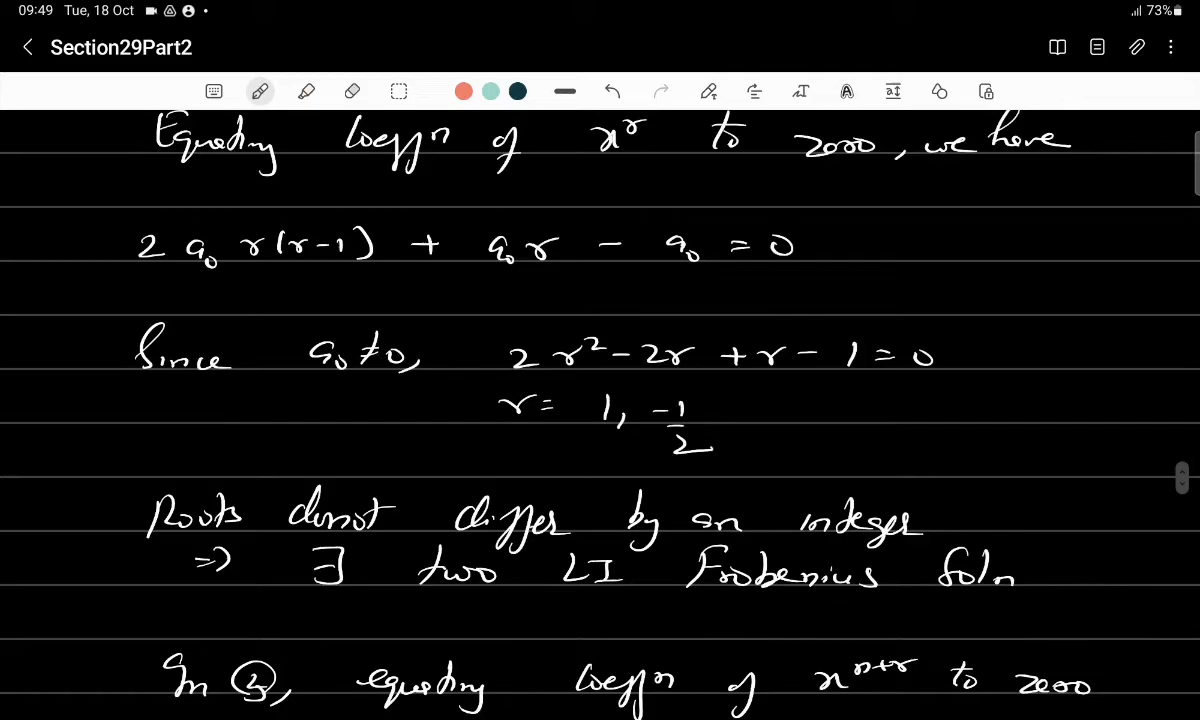 09:49 Tue, 18 Oct
73%
Section29Part2
Equating coeffn of x^r to zero, we have
2 a₀ r(r-1) + a₀r - a₀ = 0
Since a₀ ≠ 0, 2r² - 2r + r - 1 = 0
r = 1, -1/2
Roots donot differ by an integer
=> ∃ two LI Frobenius Soln
In ②, equating coeffn of x^{n+r} to zero